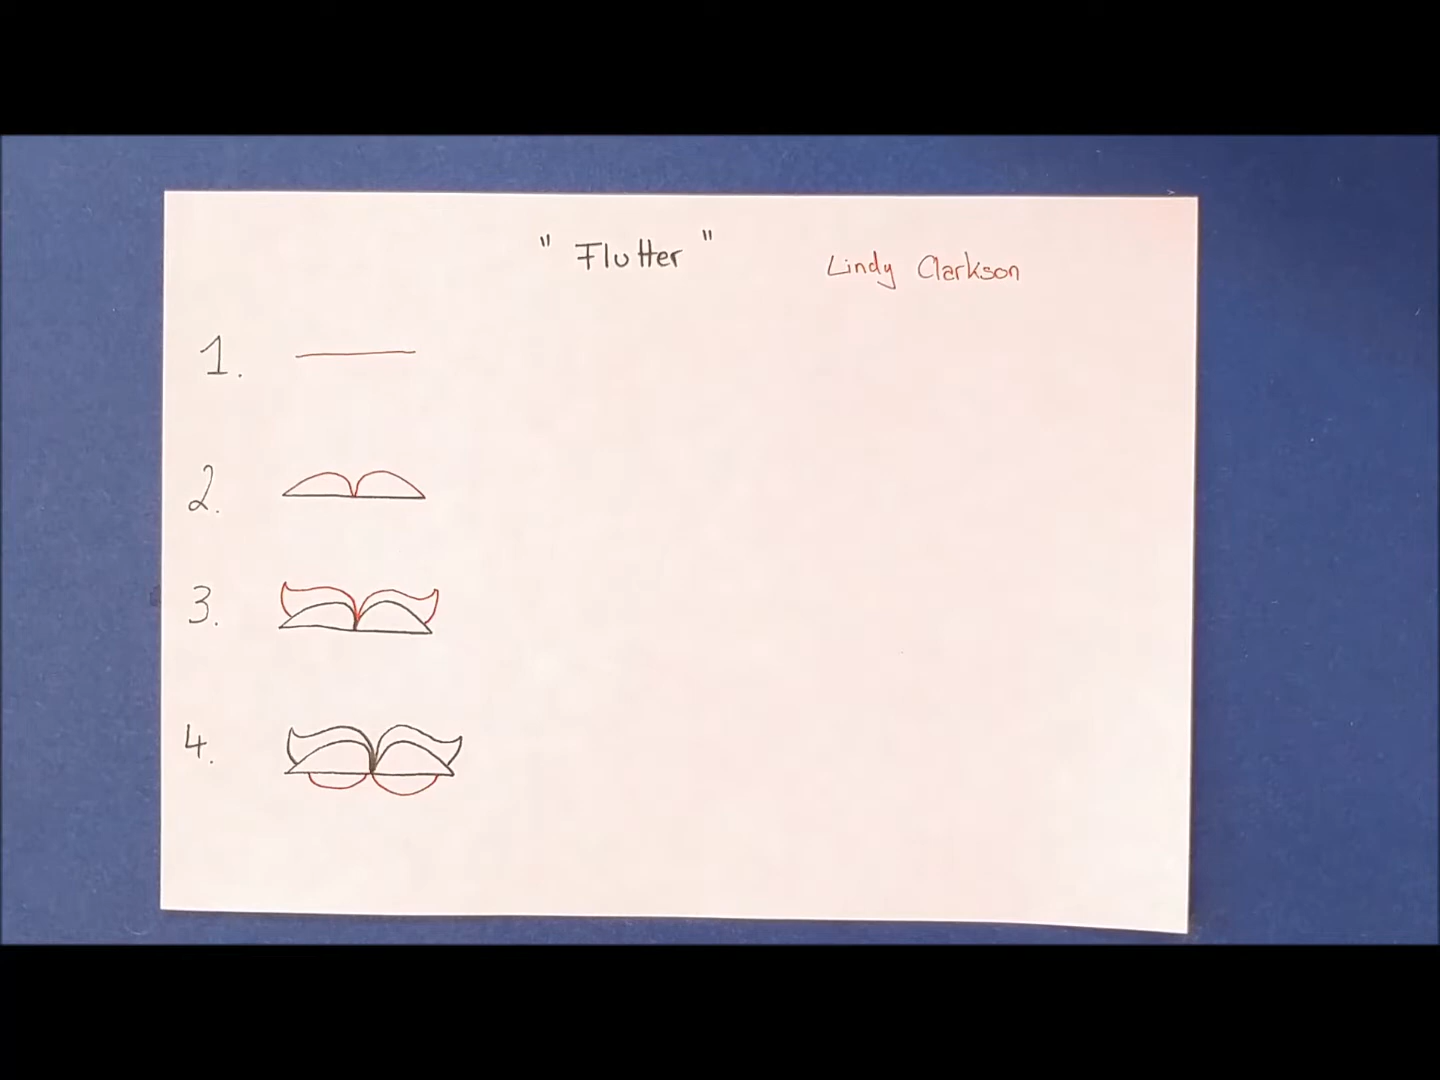 " Flutter "
Lindy Clarkson
1.
2.
3.
4.